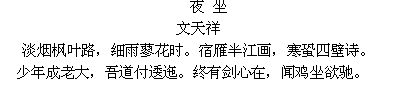 夜 坐
文天祥
淡烟枫叶路，细雨蓼花时。宿雁半江画，寒蛩四壁诗。
少年成老大，吾道付逶迤。终有剑心在，闻鸡坐欲驰。